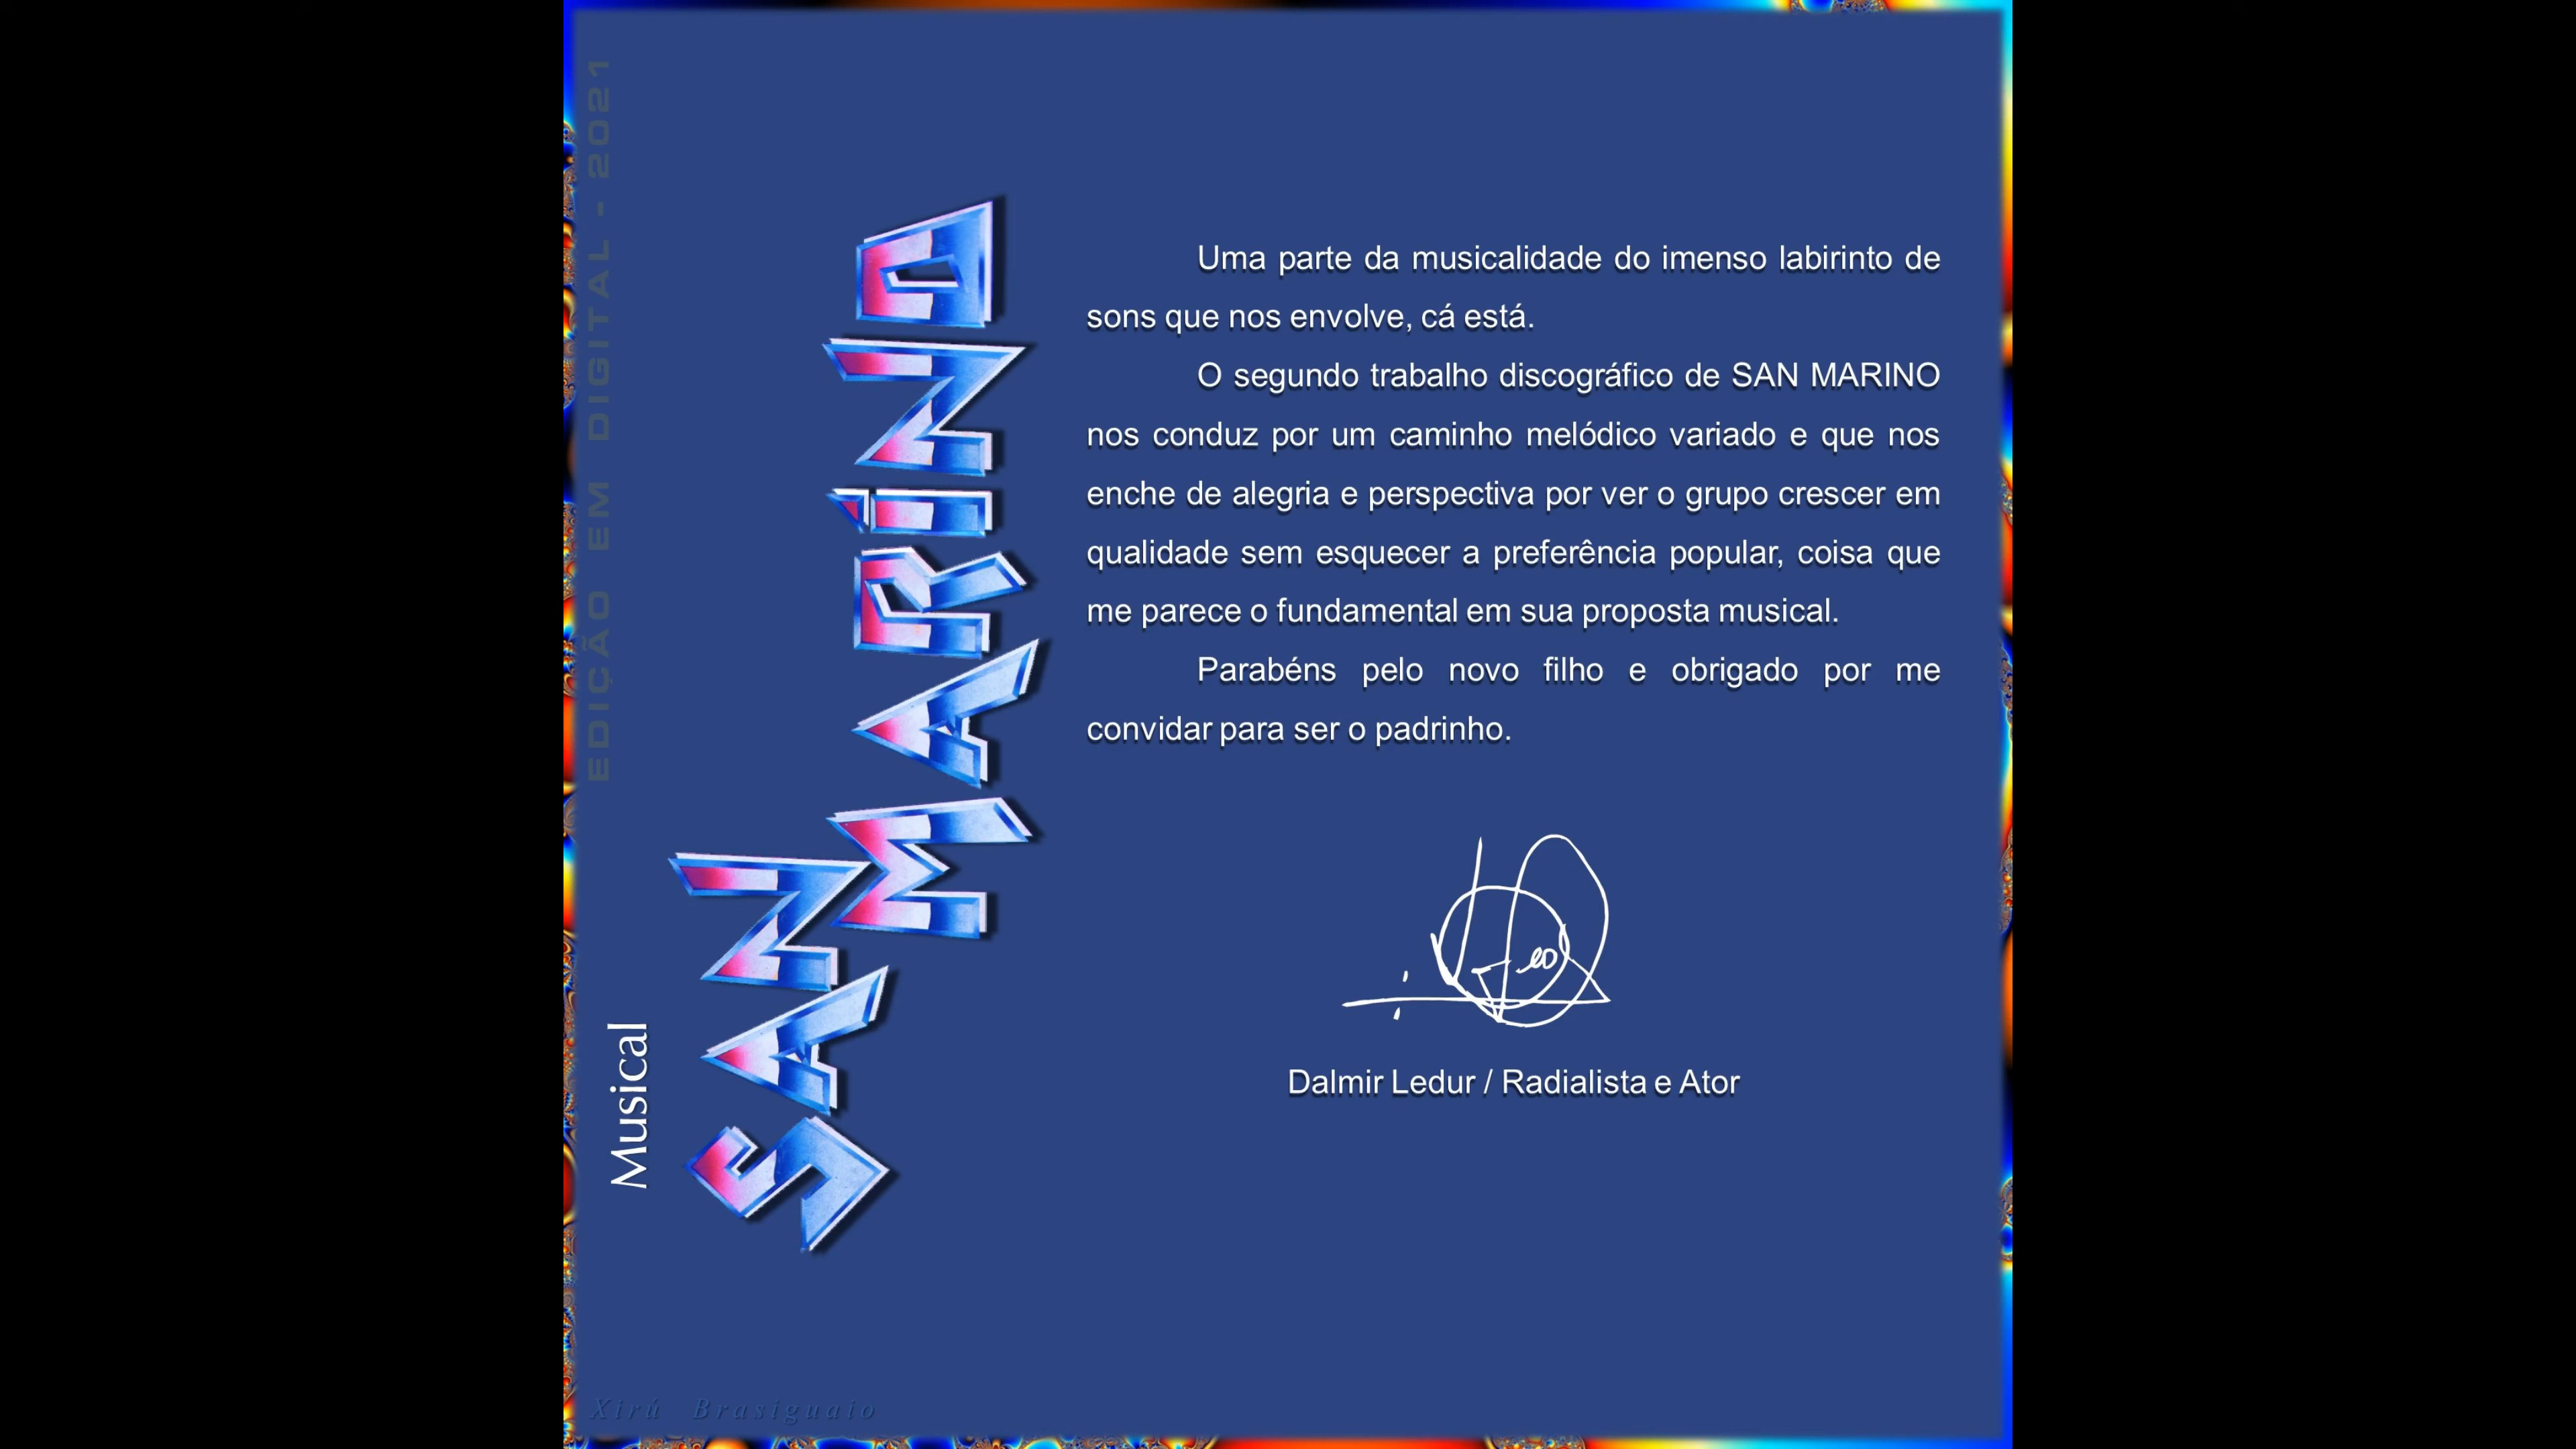 EDIÇÃO EM DIGITAL - 2021
Musical
SAN MARINO
Uma parte da musicalidade do imenso labirinto de
sons que nos envolve, cá está.
O segundo trabalho discográfico de SAN MARINO
nos conduz por um caminho melódico variado e que nos
enche de alegria e perspectiva por ver o grupo crescer em
qualidade sem esquecer a preferência popular, coisa que
me parece o fundamental em sua proposta musical.
Parabéns pelo novo filho e obrigado por me
convidar para ser o padrinho.
Dalmir Ledur / Radialista e Ator
Xirú Brasiguaio